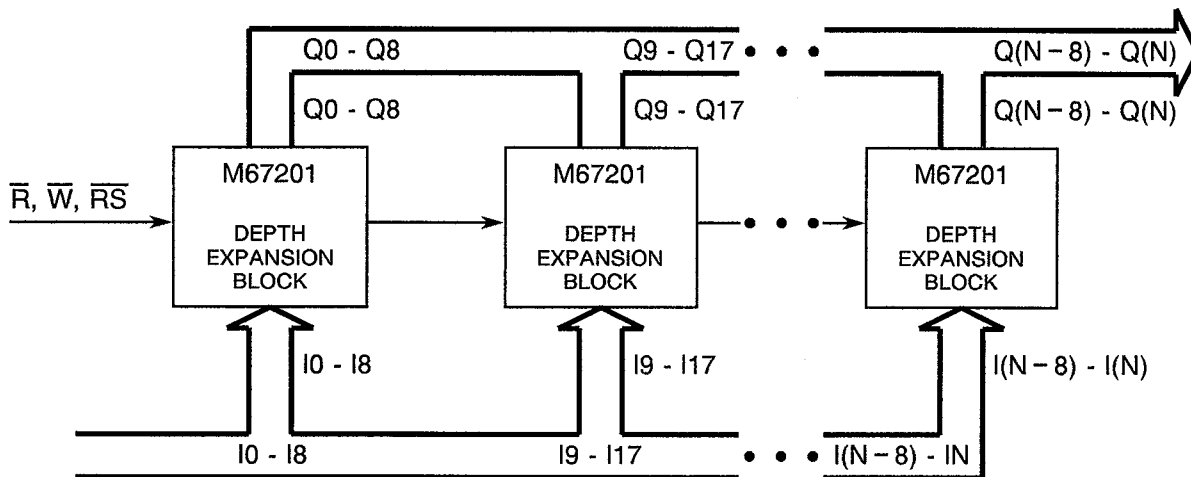 Q0 - Q8 Q9 - Q17 • • • Q(N – 8) - Q(N)
Q0 - Q8 Q9 - Q17 Q(N – 8) - Q(N)
M67201 M67201 M67201
R̅, W̅, R̅S̅
• • •
DEPTH DEPTH DEPTH
EXPANSION EXPANSION EXPANSION
BLOCK BLOCK BLOCK
I0 - I8 I9 - I17 I(N – 8) - I(N)
I0 - I8 I9 - I17 • • • I(N – 8) - IN